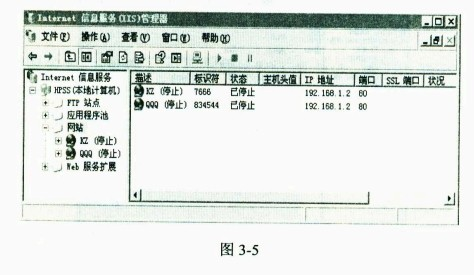 Internet 信息服务(IIS)管理器
文件(F) 操作(A) 查看(V) 窗口(W) 帮助(H)
Internet 信息服务
HPSS(本地计算机)
FTP 站点
应用程序池
网站
KZ (停止)
QQQ (停止)
Web 服务扩展
描述 标识符 状态 主机头值 IP 地址 端口 SSL 端口 状况
KZ (停止) 7666 已停止 192.168.1.2 80
QQQ (停止) 834544 已停止 192.168.1.2 80
图 3-5